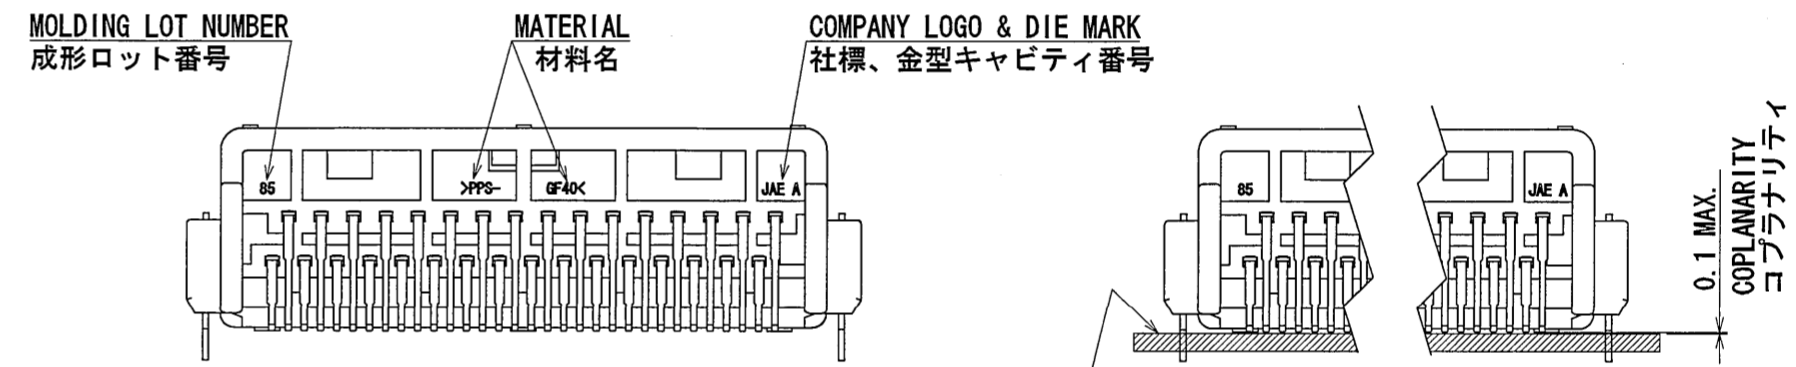 MOLDING LOT NUMBER
成形ロット番号
MATERIAL
材料名
COMPANY LOGO & DIE MARK
社標、金型キャビティ番号
85
>PPS-
GF40<
JAE A
85
JAE A
0.1 MAX.
COPLANARITY
コプラナリティ